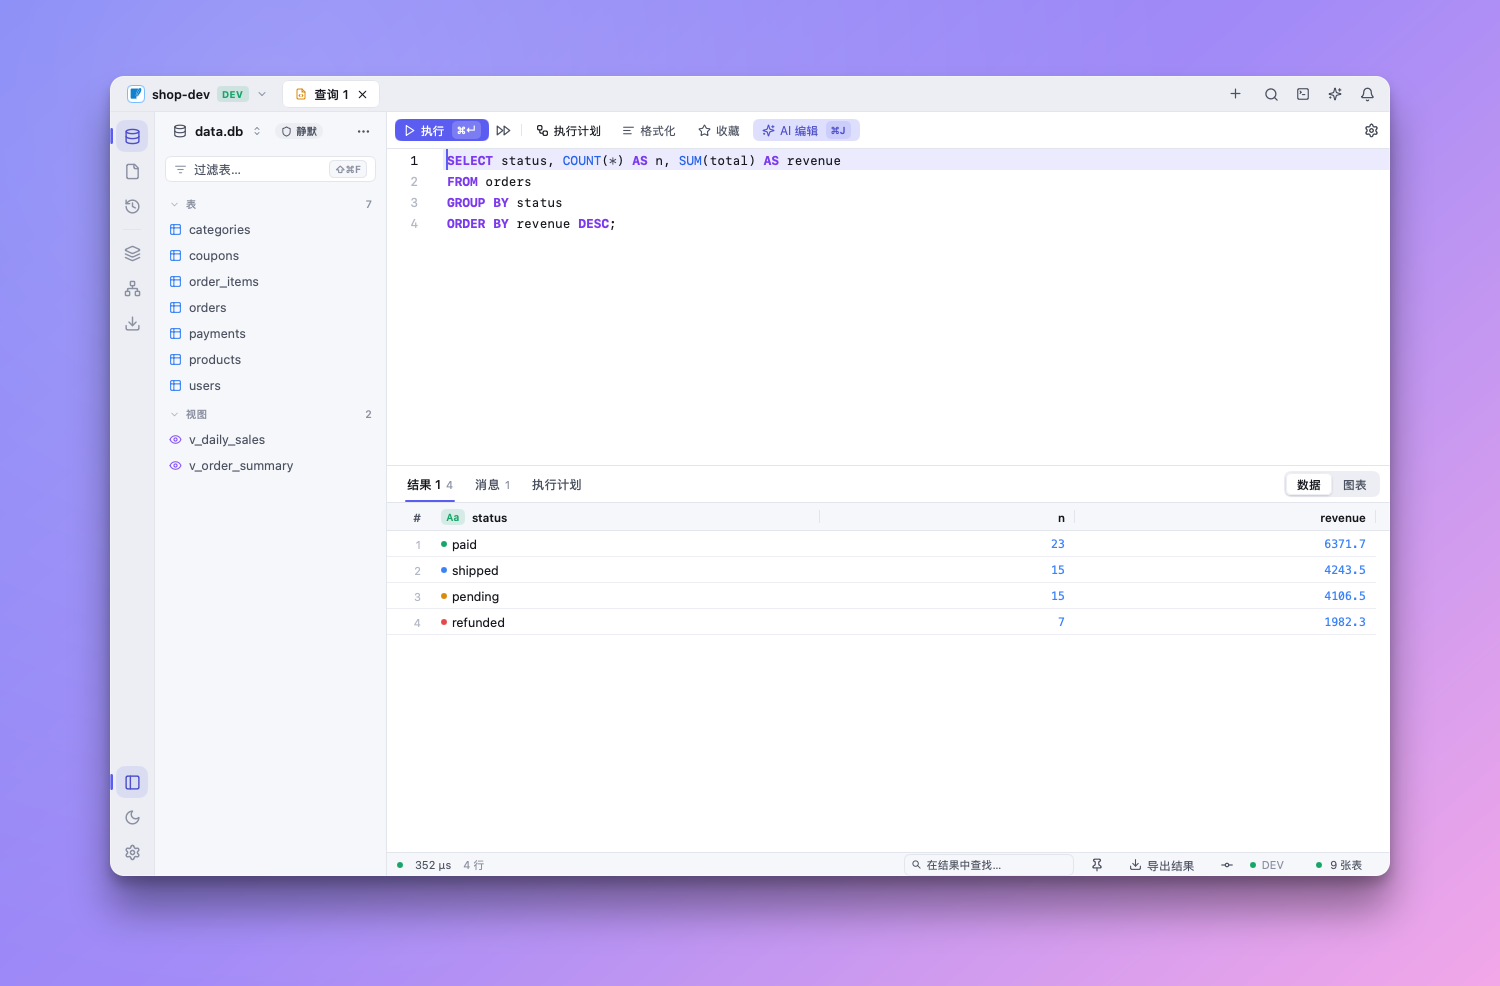 shop-dev DEV 查询 1
data.db 静默
执行 ⌘↵ 执行计划 格式化 收藏 AI 编辑 ⌘J
过滤表... ⇧⌘F
表 7
categories
coupons
order_items
orders
payments
products
users
视图 2
v_daily_sales
v_order_summary
1 SELECT status, COUNT(*) AS n, SUM(total) AS revenue
2 FROM orders
3 GROUP BY status
4 ORDER BY revenue DESC;
结果 1 4 消息 1 执行计划 数据 图表
# Aa status n revenue
1 paid 23 6371.7
2 shipped 15 4243.5
3 pending 15 4106.5
4 refunded 7 1982.3
352 μs 4 行 在结果中查找... 导出结果 DEV 9 张表